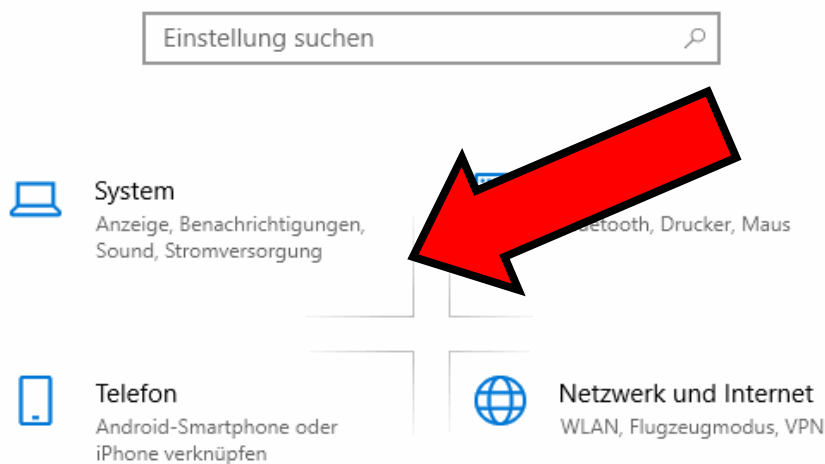 Einstellung suchen
System
Anzeige, Benachrichtigungen,
Sound, Stromversorgung
Drucker, Maus
Telefon
Android-Smartphone oder
iPhone verknüpfen
Netzwerk und Internet
WLAN, Flugzeugmodus, VPN